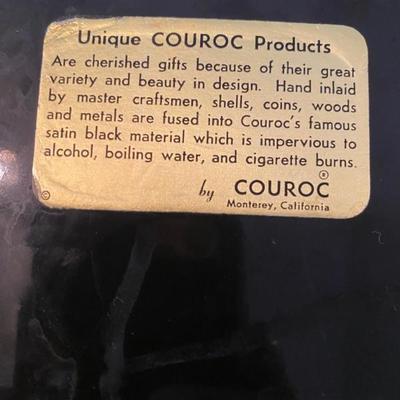 Unique COUROC Products
Are cherished gifts because of their great
variety and beauty in design. Hand inlaid
by master craftsmen, shells, coins, woods
and metals are fused into Couroc's famous
satin black material which is impervious to
alcohol, boiling water, and cigarette burns.
®
© by COUROC
Monterey, California